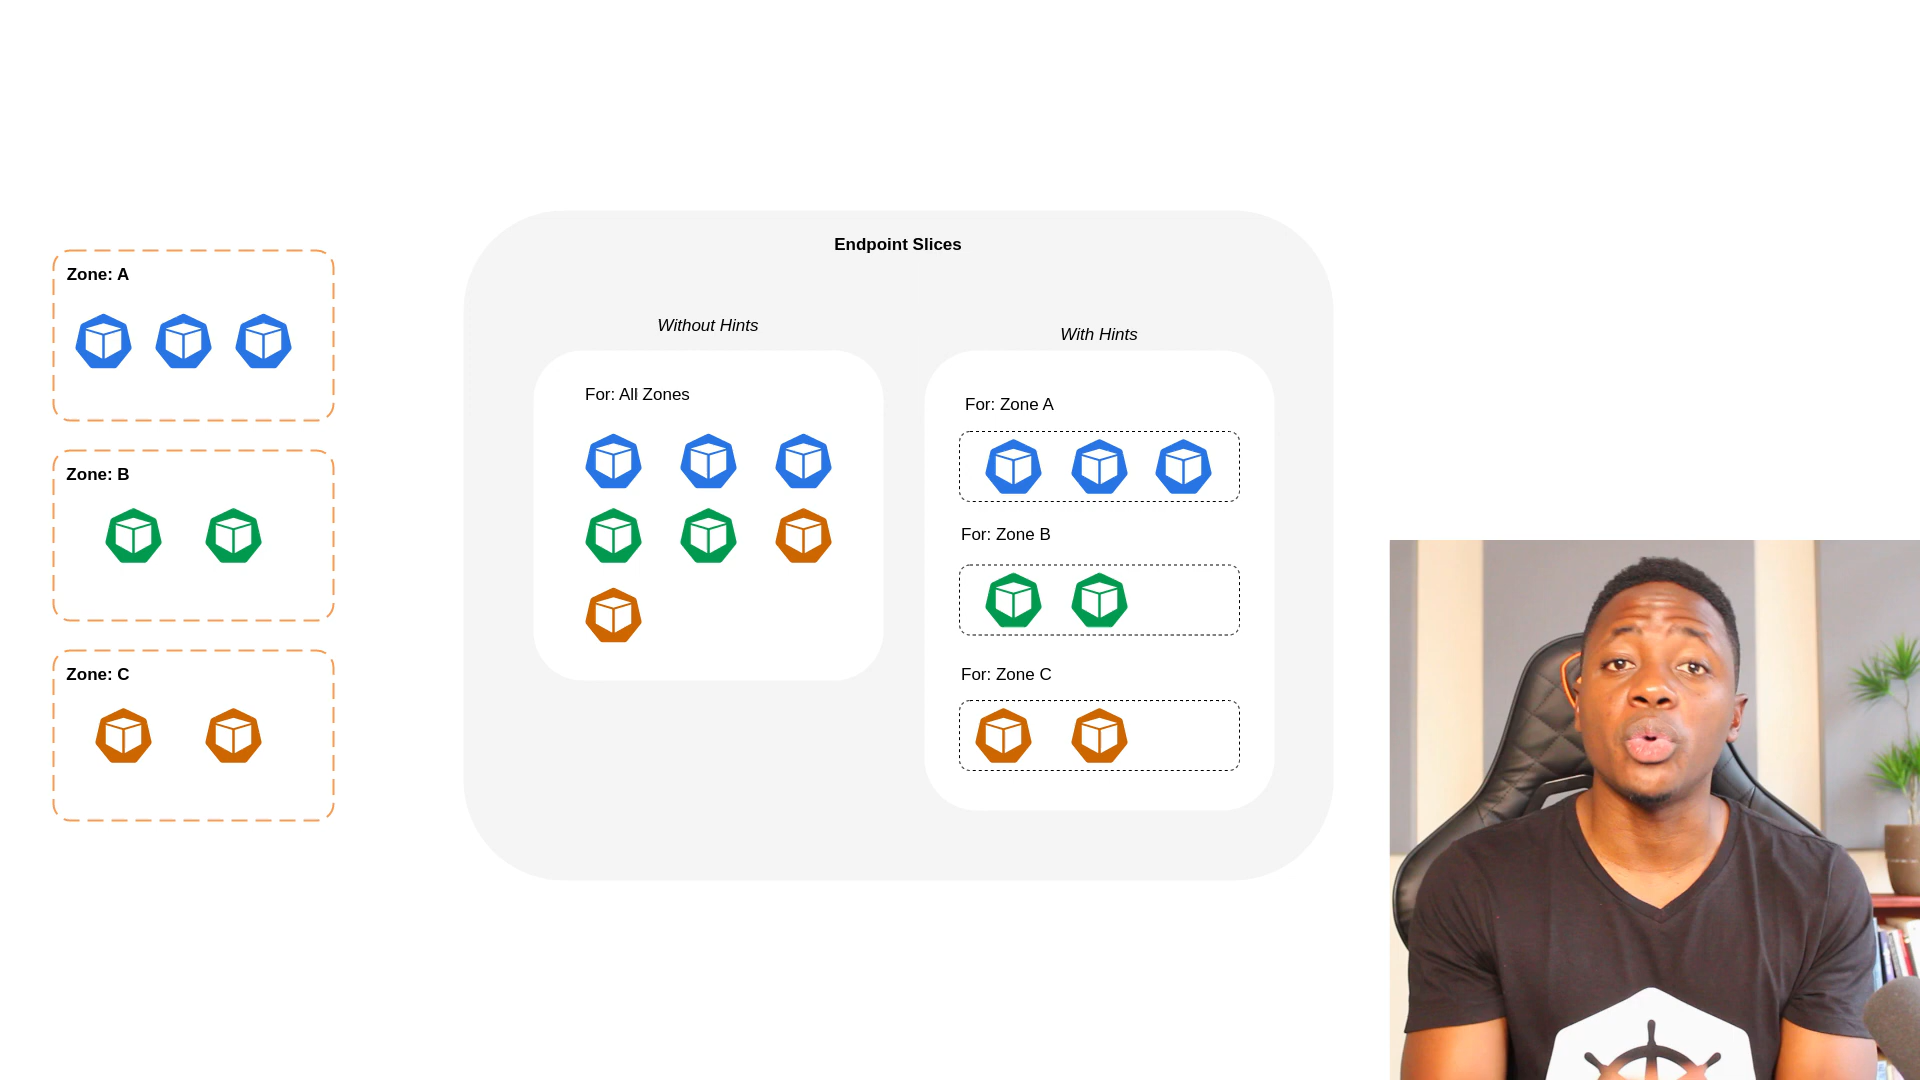 Zone: A
Zone: B
Zone: C
Endpoint Slices
Without Hints
For: All Zones
With Hints
For: Zone A
For: Zone B
For: Zone C